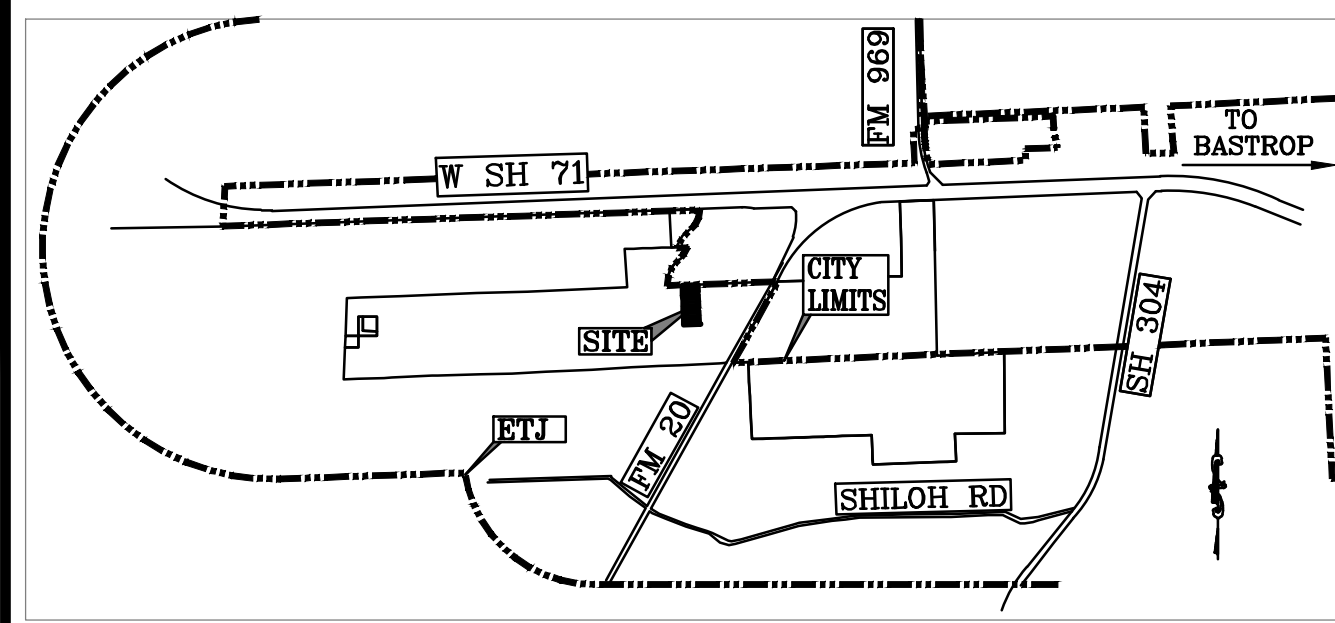 FM 969
TO
BASTROP
W SH 71
CITY
LIMITS
SITE
SH 304
FM 20
ETJ
SHILOH RD